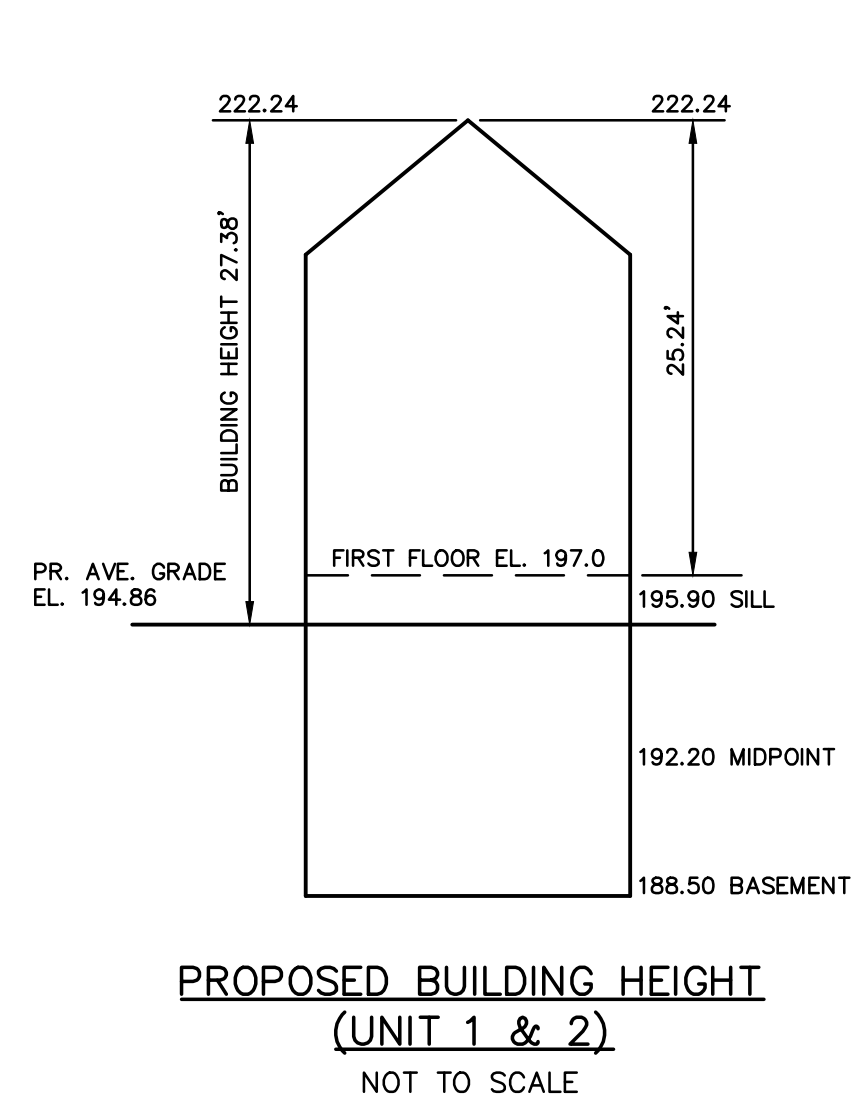 222.24
222.24
BUILDING HEIGHT 27.38'
25.24'
FIRST FLOOR EL. 197.0
PR. AVE. GRADE
EL. 194.86
195.90 SILL
192.20 MIDPOINT
188.50 BASEMENT
PROPOSED BUILDING HEIGHT
(UNIT 1 & 2)
NOT TO SCALE